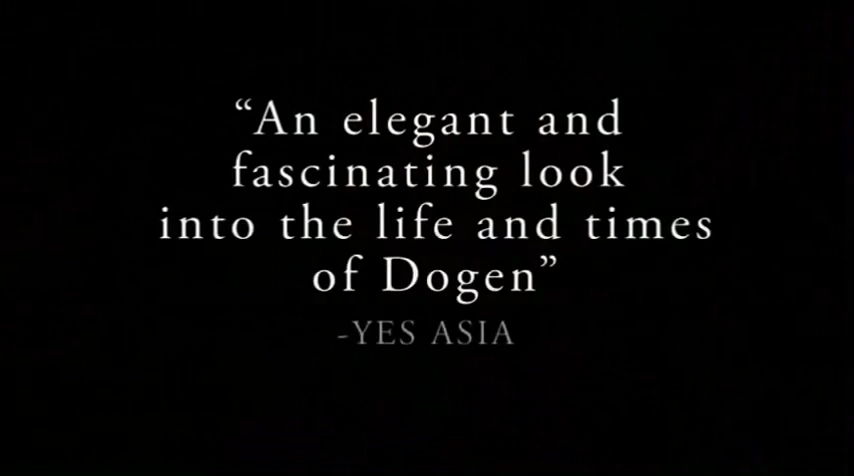 “An elegant and
fascinating look
into the life and times
of Dogen”
-YES ASIA